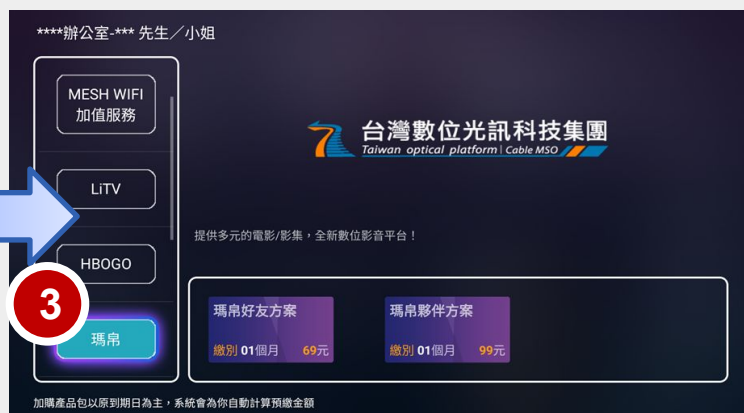 ****辦公室-*** 先生／小姐
MESH WIFI
加值服務
LiTV
HBOGO
3
瑪帛
台灣數位光訊科技集團
Taiwan optical platform | Cable MSO
提供多元的電影/影集，全新數位影音平台！
瑪帛好友方案
繳別 01個月 69元
瑪帛夥伴方案
繳別 01個月 99元
加購產品包以原到期日為主，系統會為你自動計算預繳金額